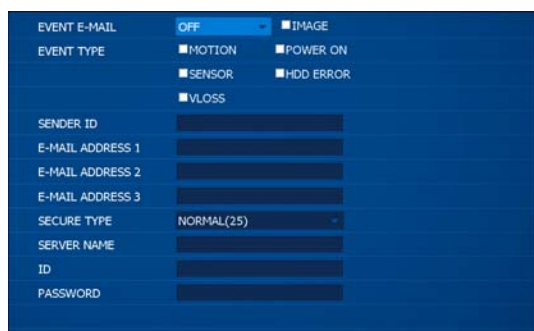 EVENT E-MAIL OFF IMAGE
EVENT TYPE MOTION POWER ON
SENSOR HDD ERROR
VLOSS
SENDER ID
E-MAIL ADDRESS 1
E-MAIL ADDRESS 2
E-MAIL ADDRESS 3
SECURE TYPE NORMAL(25)
SERVER NAME
ID
PASSWORD